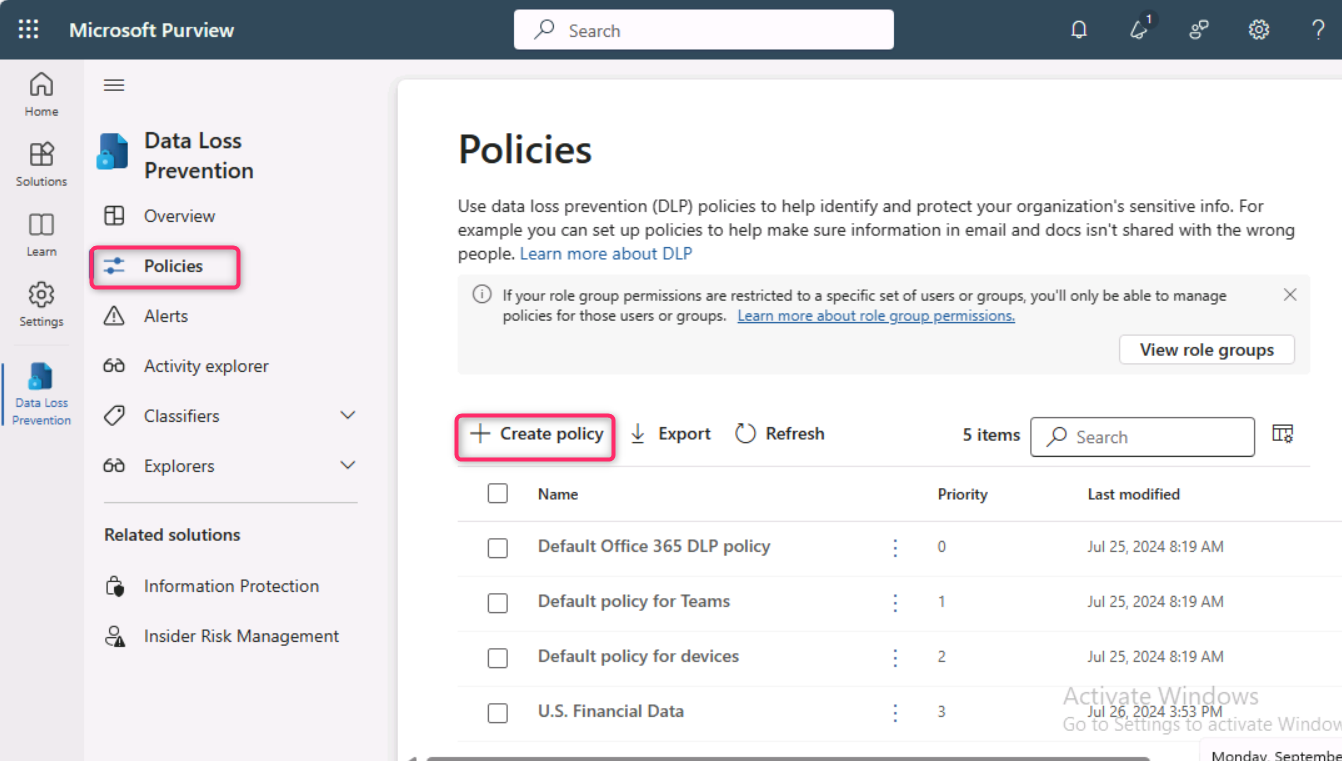 Microsoft Purview
Search
1
Home
Solutions
Learn
Settings
Data Loss
Prevention
Data Loss
Prevention
Overview
Policies
Alerts
Activity explorer
Classifiers
Explorers
Related solutions
Information Protection
Insider Risk Management
Policies
Use data loss prevention (DLP) policies to help identify and protect your organization's sensitive info. For
example you can set up policies to help make sure information in email and docs isn't shared with the wrong
people. Learn more about DLP
If your role group permissions are restricted to a specific set of users or groups, you'll only be able to manage
policies for those users or groups. Learn more about role group permissions.
View role groups
Create policy Export Refresh 5 items Search
Name Priority Last modified
Default Office 365 DLP policy 0 Jul 25, 2024 8:19 AM
Default policy for Teams 1 Jul 25, 2024 8:19 AM
Default policy for devices 2 Jul 25, 2024 8:19 AM
U.S. Financial Data 3 Jul 26, 2024 3:53 PM
Activate Windows
Go to Settings to activate Window
Monday, Septembe